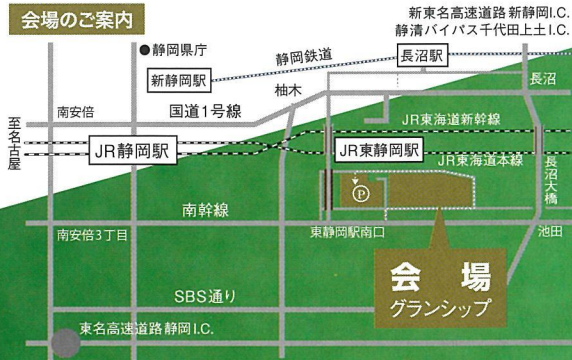 会場のご案内
新東名高速道路 新静岡I.C.
静清バイパス千代田上土I.C.
静岡県庁
静岡鉄道
長沼駅
新静岡駅
柚木
長沼
南安倍
国道1号線
至名古屋
JR東海道新幹線
JR静岡駅
JR東静岡駅
JR東海道本線
長沼大橋
P
南幹線
南安倍3丁目
東静岡駅南口
池田
会場
グランシップ
SBS通り
東名高速道路静岡I.C.